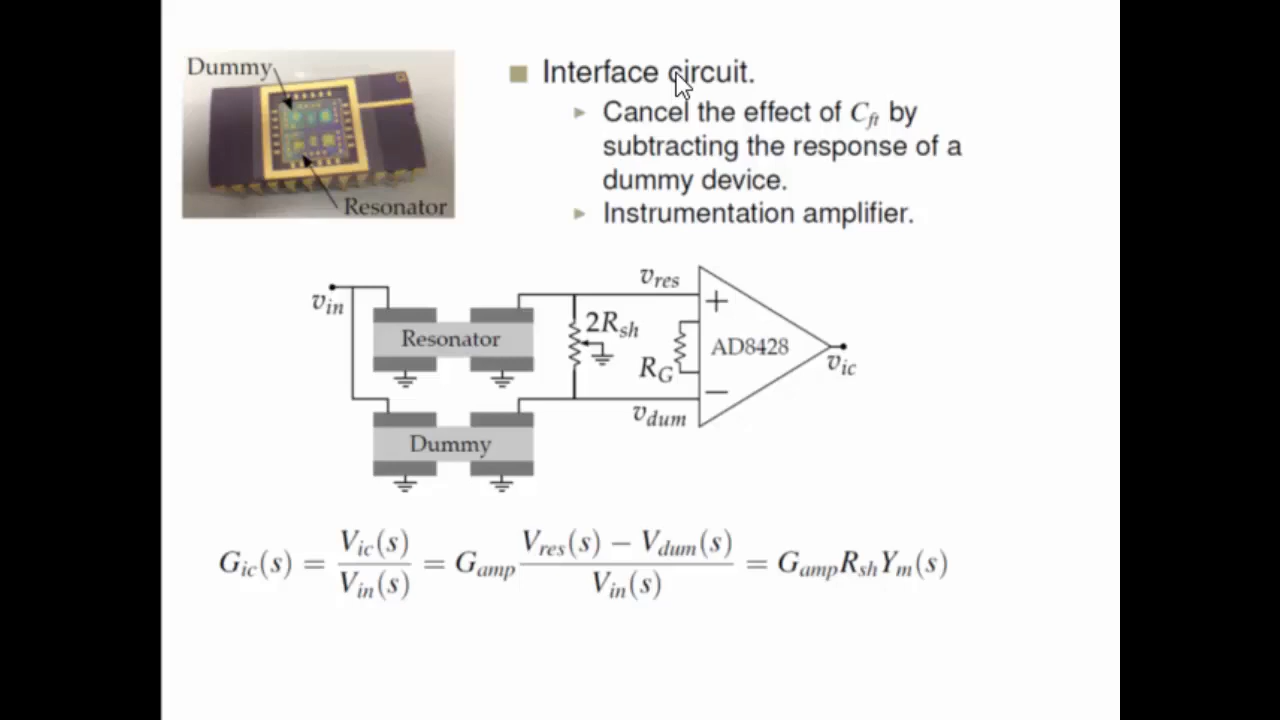 Dummy
Resonator
■ Interface circuit.
▶ Cancel the effect of C_ft by
subtracting the response of a
dummy device.
▶ Instrumentation amplifier.
v_in
Resonator
Dummy
2R_sh
v_res
+
R_G
AD8428
−
v_dum
v_ic
G_ic(s) = V_ic(s) / V_in(s) = G_amp (V_res(s) − V_dum(s)) / V_in(s) = G_amp R_sh Y_m(s)